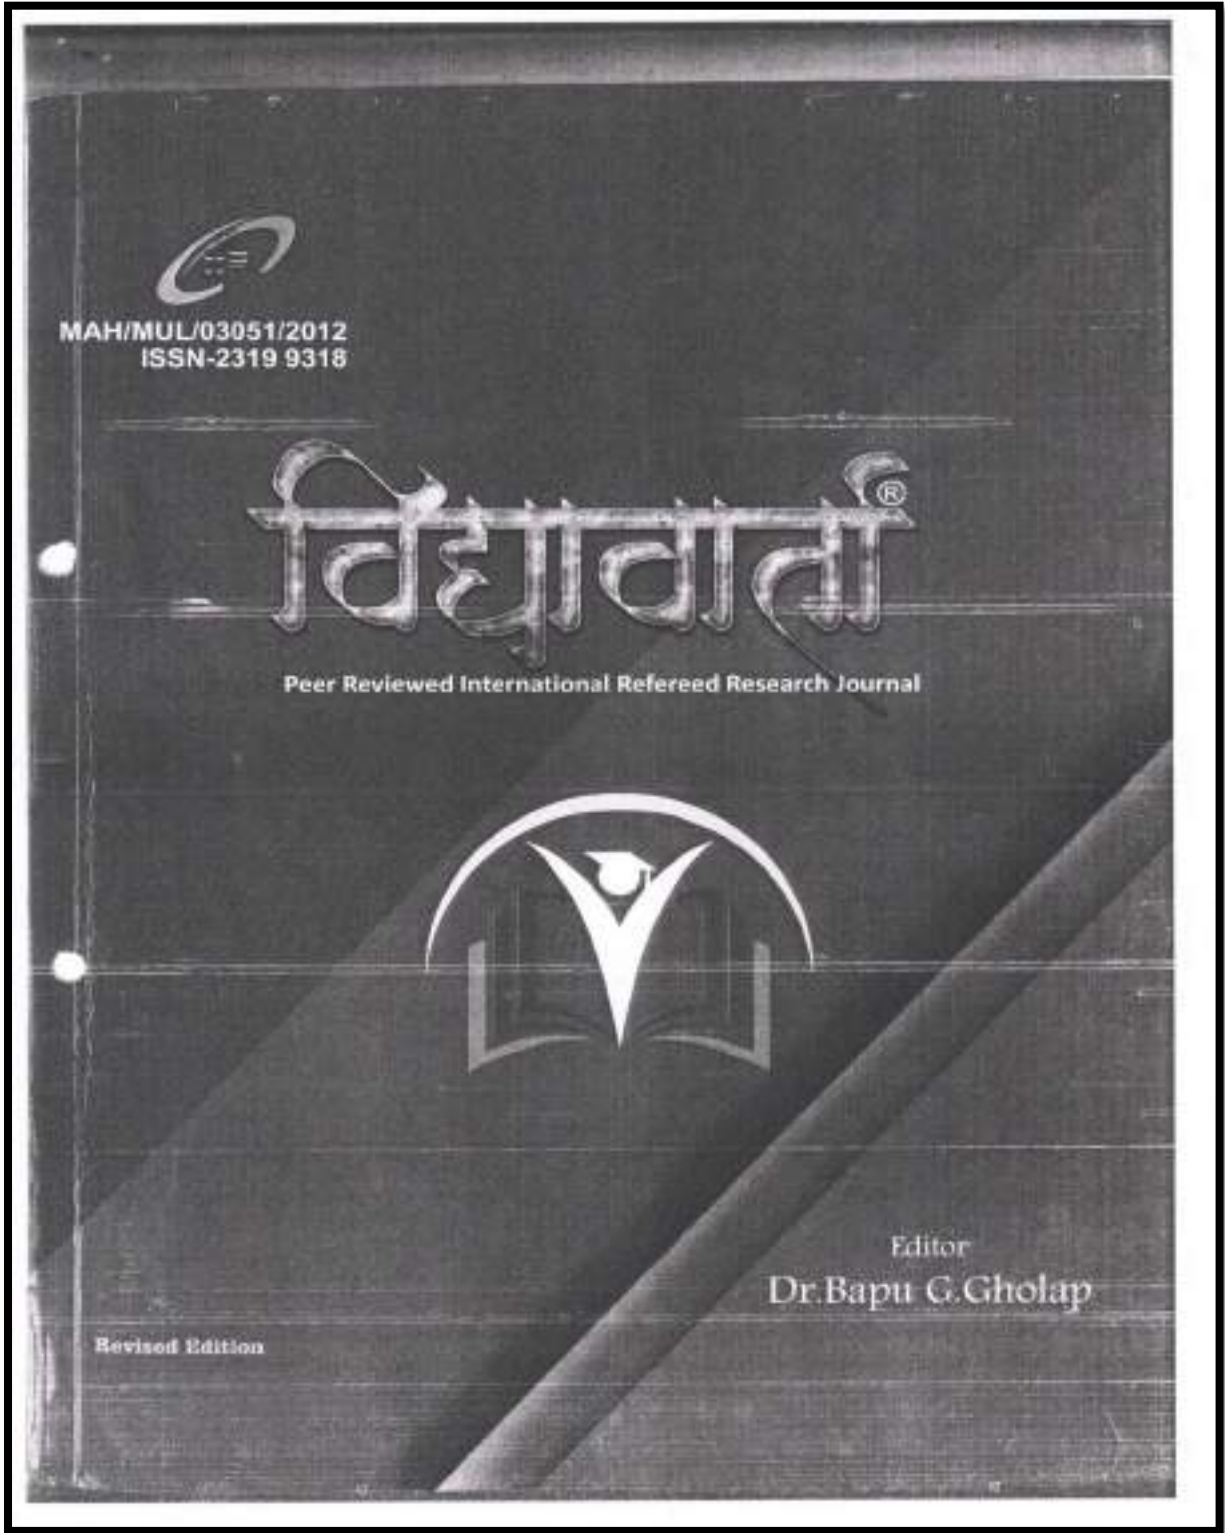 MAH/MUL/03051/2012
ISSN-2319 9318
विद्यावार्ता®
Peer Reviewed International Refereed Research Journal
Editor
Dr.Bapu G.Gholap
Revised Edition